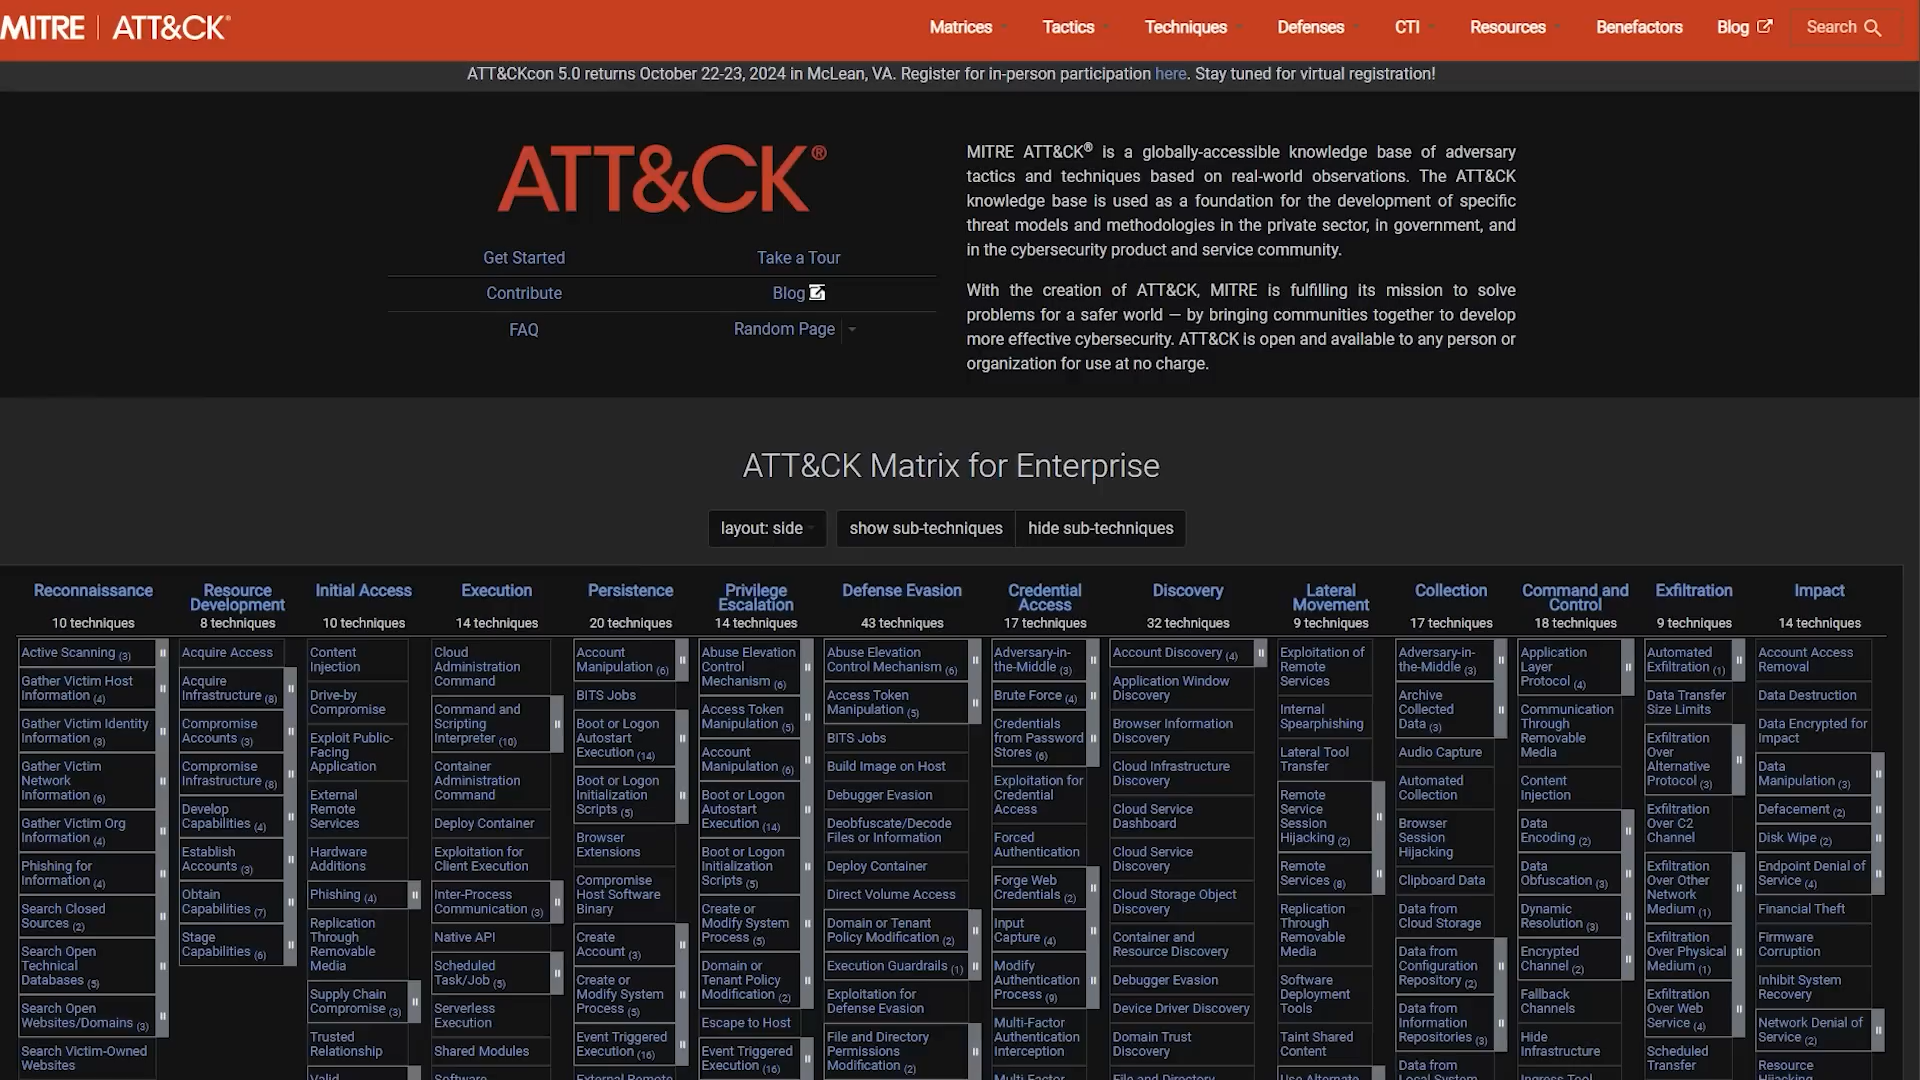 MITRE | ATT&CK®
Matrices
Tactics
Techniques
Defenses
CTI
Resources
Benefactors
Blog
Search
ATT&CKcon 5.0 returns October 22-23, 2024 in McLean, VA. Register for in-person participation here. Stay tuned for virtual registration!
ATT&CK®
Get Started
Take a Tour
Contribute
Blog
FAQ
Random Page
MITRE ATT&CK® is a globally-accessible knowledge base of adversary
tactics and techniques based on real-world observations. The ATT&CK
knowledge base is used as a foundation for the development of specific
threat models and methodologies in the private sector, in government, and
in the cybersecurity product and service community.
With the creation of ATT&CK, MITRE is fulfilling its mission to solve
problems for a safer world — by bringing communities together to develop
more effective cybersecurity. ATT&CK is open and available to any person or
organization for use at no charge.
ATT&CK Matrix for Enterprise
layout: side
show sub-techniques
hide sub-techniques
Reconnaissance
10 techniques
Active Scanning (3)
Gather Victim Host
Information (4)
Gather Victim Identity
Information (3)
Gather Victim
Network
Information (6)
Gather Victim Org
Information (4)
Phishing for
Information (4)
Search Closed
Sources (2)
Search Open
Technical
Databases (5)
Search Open
Websites/Domains (3)
Search Victim-Owned
Websites
Resource
Development
8 techniques
Acquire Access
Acquire
Infrastructure (8)
Compromise
Accounts (3)
Compromise
Infrastructure (8)
Develop
Capabilities (4)
Establish
Accounts (3)
Obtain
Capabilities (7)
Stage
Capabilities (6)
Initial Access
10 techniques
Content
Injection
Drive-by
Compromise
Exploit Public-
Facing
Application
External
Remote
Services
Hardware
Additions
Phishing (4)
Replication
Through
Removable
Media
Supply Chain
Compromise (3)
Trusted
Relationship
Valid
Execution
14 techniques
Cloud
Administration
Command
Command and
Scripting
Interpreter (10)
Container
Administration
Command
Deploy Container
Exploitation for
Client Execution
Inter-Process
Communication (3)
Native API
Scheduled
Task/Job (5)
Serverless
Execution
Shared Modules
Software
Persistence
20 techniques
Account
Manipulation (6)
BITS Jobs
Boot or Logon
Autostart
Execution (14)
Boot or Logon
Initialization
Scripts (5)
Browser
Extensions
Compromise
Host Software
Binary
Create
Account (3)
Create or
Modify System
Process (5)
Event Triggered
Execution (16)
External Remote
Privilege
Escalation
14 techniques
Abuse Elevation
Control
Mechanism (6)
Access Token
Manipulation (5)
Account
Manipulation (6)
Boot or Logon
Autostart
Execution (14)
Boot or Logon
Initialization
Scripts (5)
Create or
Modify System
Process (5)
Domain or
Tenant Policy
Modification (2)
Escape to Host
Event Triggered
Execution (16)
Defense Evasion
43 techniques
Abuse Elevation
Control Mechanism (6)
Access Token
Manipulation (5)
BITS Jobs
Build Image on Host
Debugger Evasion
Deobfuscate/Decode
Files or Information
Deploy Container
Direct Volume Access
Domain or Tenant
Policy Modification (2)
Execution Guardrails (1)
Exploitation for
Defense Evasion
File and Directory
Permissions
Modification (2)
Credential
Access
17 techniques
Adversary-in-
the-Middle (3)
Brute Force (4)
Credentials
from Password
Stores (6)
Exploitation for
Credential
Access
Forced
Authentication
Forge Web
Credentials (2)
Input
Capture (4)
Modify
Authentication
Process (9)
Multi-Factor
Authentication
Interception
Multi-Factor
Discovery
32 techniques
Account Discovery (4)
Application Window
Discovery
Browser Information
Discovery
Cloud Infrastructure
Discovery
Cloud Service
Dashboard
Cloud Service
Discovery
Cloud Storage Object
Discovery
Container and
Resource Discovery
Debugger Evasion
Device Driver Discovery
Domain Trust
Discovery
File and Directory
Lateral
Movement
9 techniques
Exploitation of
Remote
Services
Internal
Spearphishing
Lateral Tool
Transfer
Remote
Service
Session
Hijacking (2)
Remote
Services (8)
Replication
Through
Removable
Media
Software
Deployment
Tools
Taint Shared
Content
Use Alternate
Collection
17 techniques
Adversary-in-
the-Middle (3)
Archive
Collected
Data (3)
Audio Capture
Automated
Collection
Browser
Session
Hijacking
Clipboard Data
Data from
Cloud Storage
Data from
Configuration
Repository (2)
Data from
Information
Repositories (3)
Data from
Local System
Command and
Control
18 techniques
Application
Layer
Protocol (4)
Communication
Through
Removable
Media
Content
Injection
Data
Encoding (2)
Data
Obfuscation (3)
Dynamic
Resolution (3)
Encrypted
Channel (2)
Fallback
Channels
Hide
Infrastructure
Ingress Tool
Exfiltration
9 techniques
Automated
Exfiltration (1)
Data Transfer
Size Limits
Exfiltration
Over
Alternative
Protocol (3)
Exfiltration
Over C2
Channel
Exfiltration
Over Other
Network
Medium (1)
Exfiltration
Over Physical
Medium (1)
Exfiltration
Over Web
Service (4)
Scheduled
Transfer
Impact
14 techniques
Account Access
Removal
Data Destruction
Data Encrypted for
Impact
Data
Manipulation (3)
Defacement (2)
Disk Wipe (2)
Endpoint Denial of
Service (4)
Financial Theft
Firmware
Corruption
Inhibit System
Recovery
Network Denial of
Service (2)
Resource
Hijacking